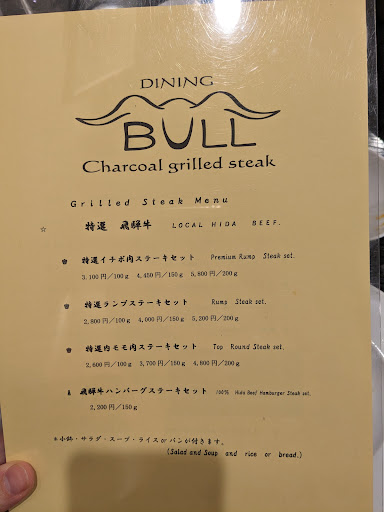 DINING
BULL
Charcoal grilled steak
Grilled Steak Menu
☆ 特選 飛騨牛 LOCAL HIDA BEEF.
特選イチボ肉ステーキセット Premium Rump Steak set.
3,100円/100g 4,450円/150g 5,800円/200g
特選ランプステーキセット Rums Steak set.
2,800円/100g 4,000円/150g 5,200円/200g
特選内モモ肉ステーキセット Top Round Steak set.
2,600円/100g 3,700円/150g 4,800円/200g
飛騨牛ハンバーグステーキセット 100% Hida Beef Hamburger Steak set.
2,200円/150g
*小鉢・サラダ・スープ・ライス or パンが付きます。
(Salad and Soup and rice or bread.)